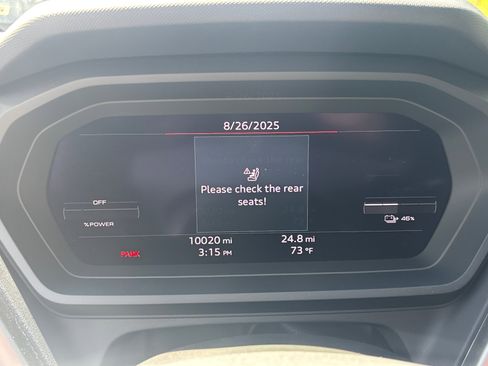 8/26/2025
Please check the rear
seats!
OFF
%POWER
46%
10020 mi 24.8 mi
PARK 3:15 PM 73 °F